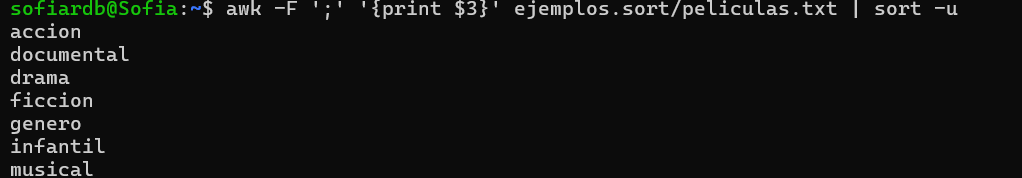 sofiardb@Sofia:~$ awk -F ';' '{print $3}' ejemplos.sort/peliculas.txt | sort -u
accion
documental
drama
ficcion
genero
infantil
musical